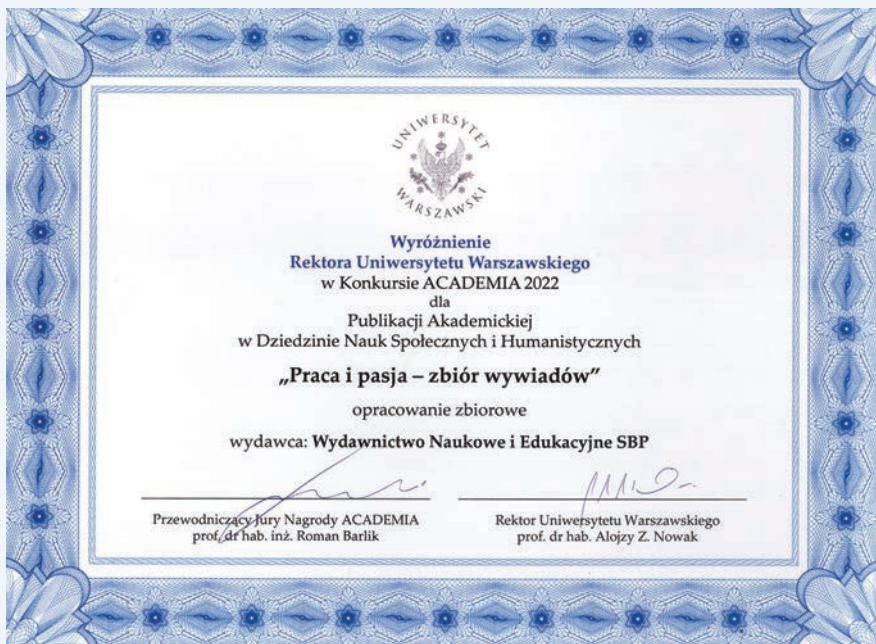 UNIWERSYTET
WARSZAWSKI
Wyróżnienie
Rektora Uniwersytetu Warszawskiego
w Konkursie ACADEMIA 2022
dla
Publikacji Akademickiej
w Dziedzinie Nauk Społecznych i Humanistycznych
„Praca i pasja – zbiór wywiadów”
opracowanie zbiorowe
wydawca: Wydawnictwo Naukowe i Edukacyjne SBP
Przewodniczący Jury Nagrody ACADEMIA
prof. dr hab. inż. Roman Barlik
Rektor Uniwersytetu Warszawskiego
prof. dr hab. Alojzy Z. Nowak